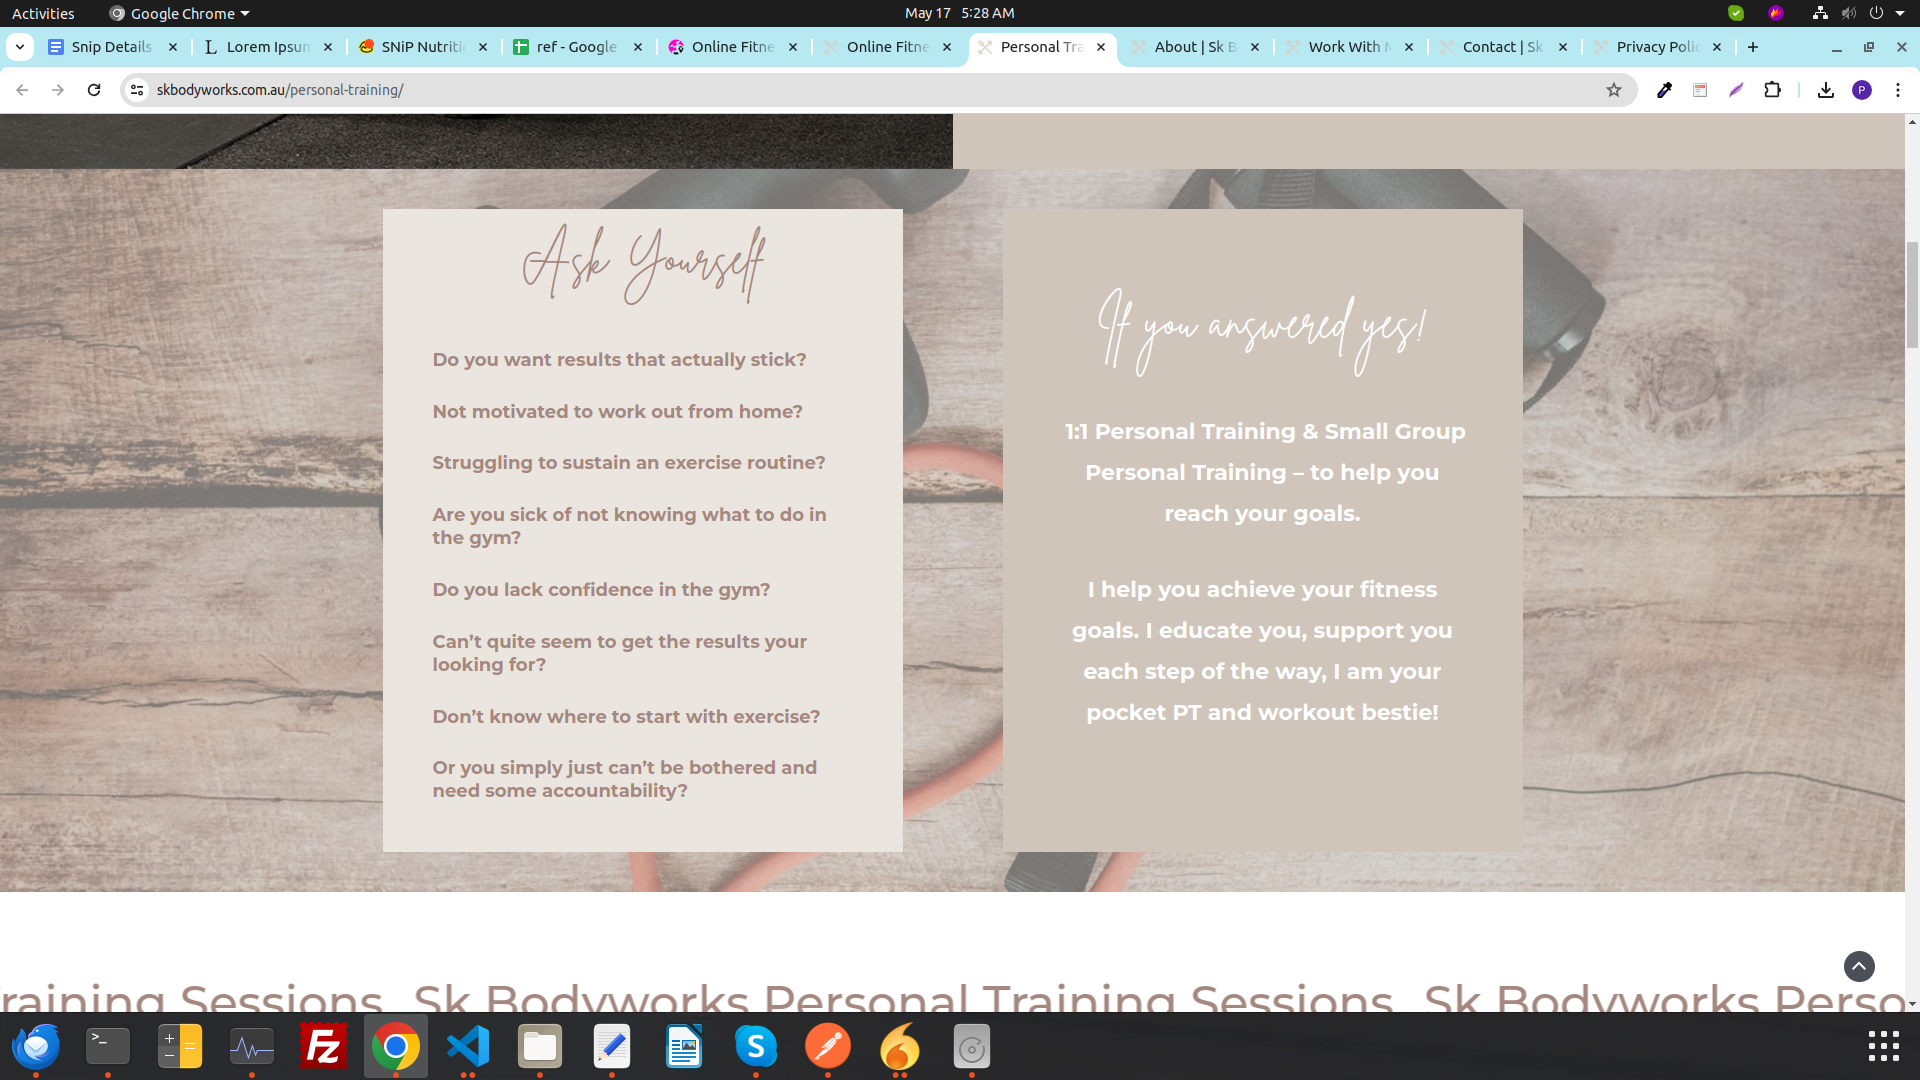 Activities
Google Chrome
May 17 5:28 AM
Snip Details
Lorem Ipsum
SNiP Nutriti
ref - Google
Online Fitne
Online Fitne
Personal Tra
About | Sk B
Work With M
Contact | Sk
Privacy Polic
skbodyworks.com.au/personal-training/
P
Ask Yourself
Do you want results that actually stick?
Not motivated to work out from home?
Struggling to sustain an exercise routine?
Are you sick of not knowing what to do in
the gym?
Do you lack confidence in the gym?
Can’t quite seem to get the results your
looking for?
Don’t know where to start with exercise?
Or you simply just can’t be bothered and
need some accountability?
If you answered yes!
1:1 Personal Training & Small Group
Personal Training – to help you
reach your goals.
I help you achieve your fitness
goals. I educate you, support you
each step of the way, I am your
pocket PT and workout bestie!
raining Sessions Sk Bodyworks Personal Training Sessions Sk Bodyworks Perso